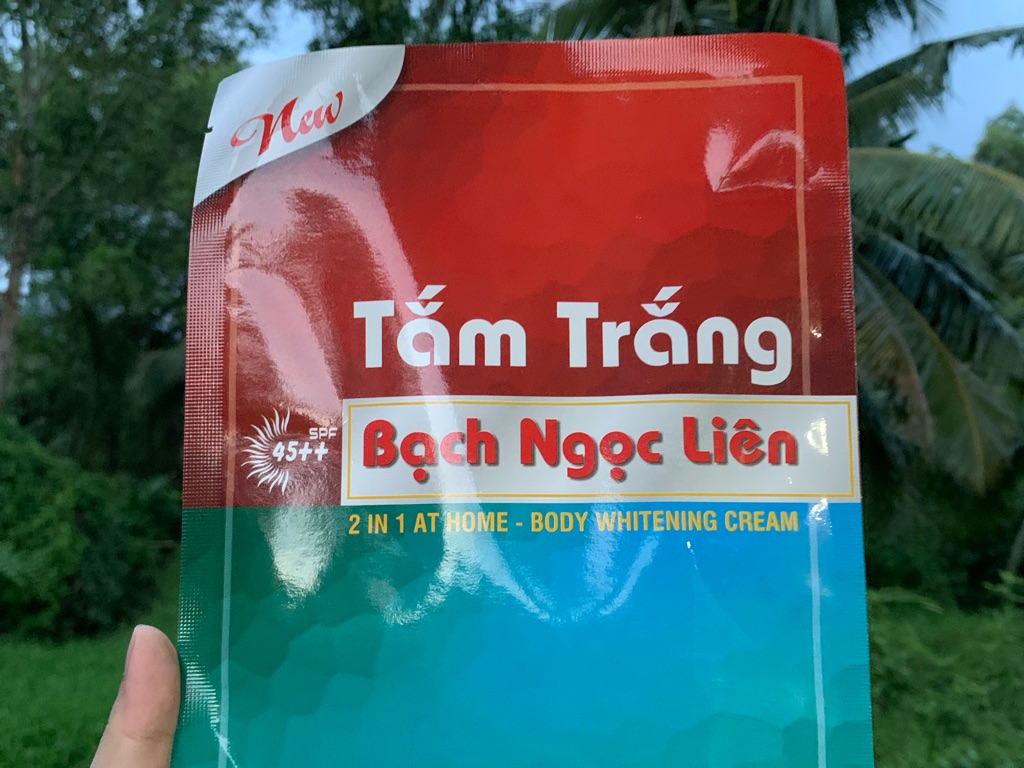 New
Tắm Trắng
SPF
45++
Bạch Ngọc Liên
2 IN 1 AT HOME - BODY WHITENING CREAM